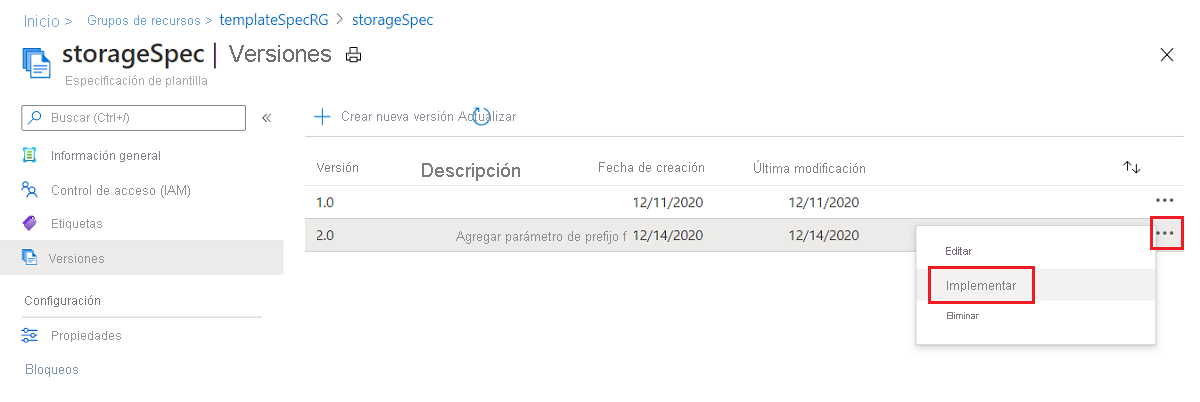 Inicio > Grupos de recursos > templateSpecRG > storageSpec
storageSpec | Versiones
Especificación de plantilla
Buscar (Ctrl+/) «
Crear nueva versión Actualizar
Información general
Control de acceso (IAM)
Etiquetas
Versiones
Configuración
Propiedades
Bloqueos
Versión Descripción Fecha de creación Última modificación
1.0 12/11/2020 12/11/2020 ...
2.0 Agregar parámetro de prefijo f 12/14/2020 12/14/2020 ...
Editar
Implementar
Eliminar